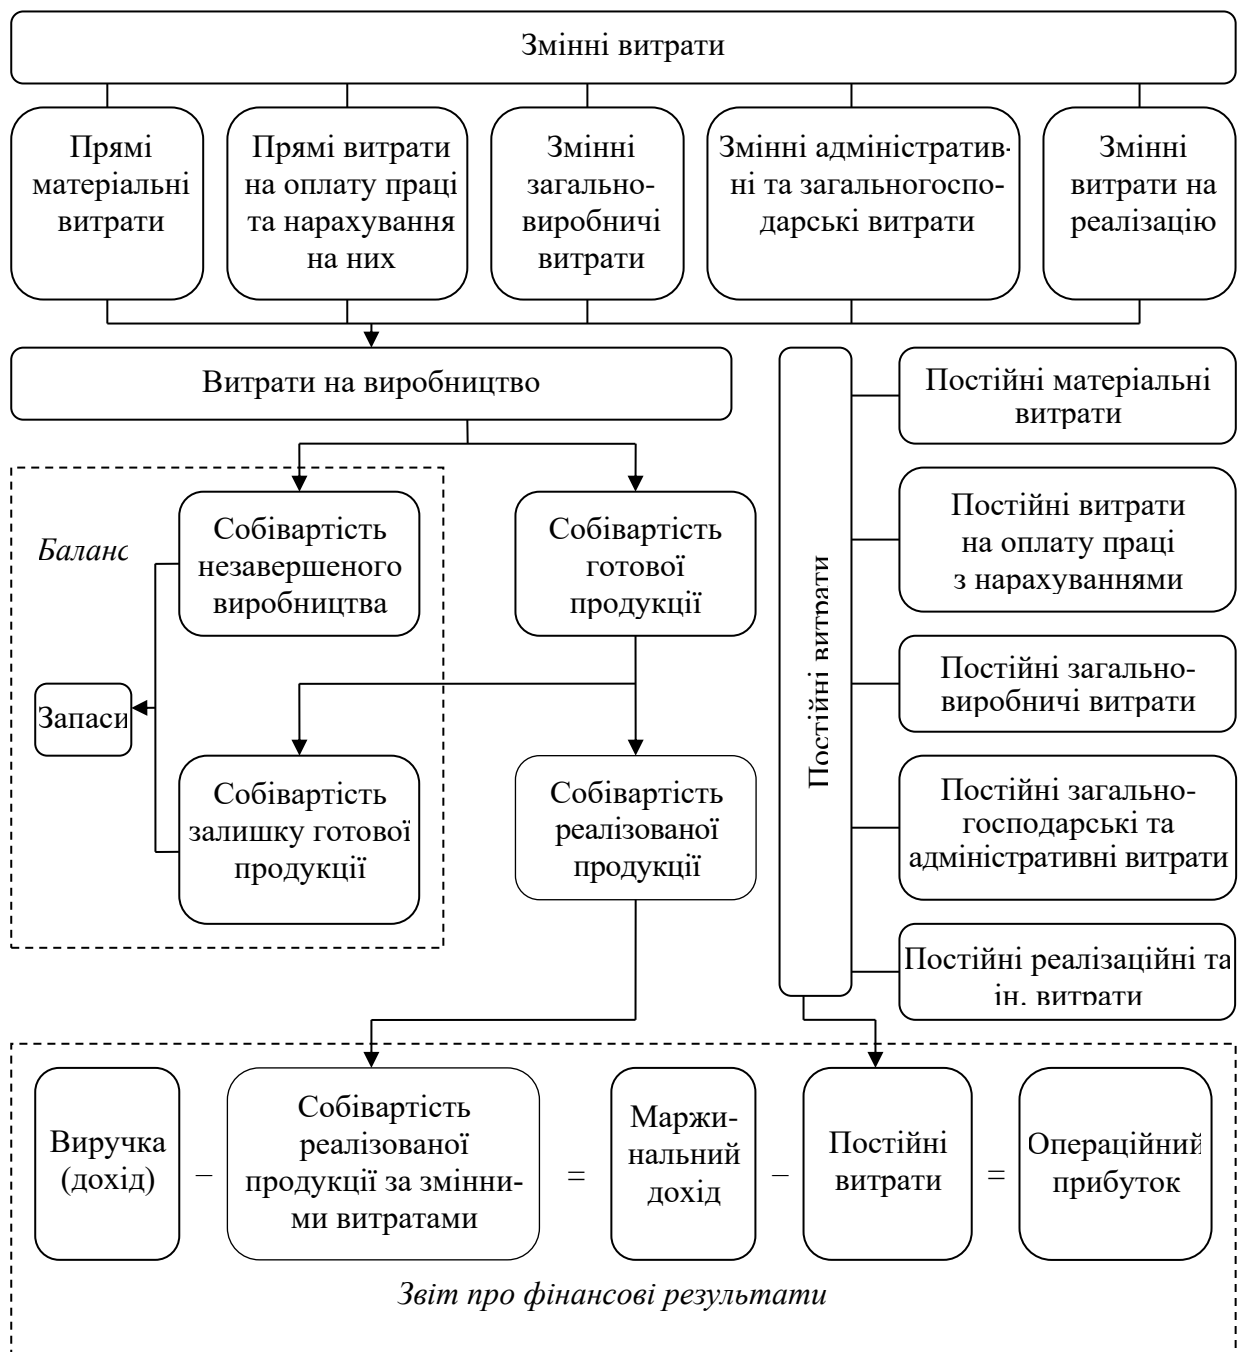 Змінні витрати
Прямі
матеріальні
витрати
Прямі витрати
на оплату праці
та нарахування
на них
Змінні
загально-
виробничі
витрати
Змінні адміністратив-
ні та загальногоспо-
дарські витрати
Змінні
витрати на
реалізацію
Витрати на виробництво
Баланс
Собівартість
незавершеного
виробництва
Собівартість
готової
продукції
Запаси
Собівартість
залишку готової
продукції
Собівартість
реалізованої
продукції
Постійні витрати
Постійні матеріальні
витрати
Постійні витрати
на оплату праці
з нарахуваннями
Постійні загально-
виробничі витрати
Постійні загально-
господарські та
адміністративні витрати
Постійні реалізаційні та
ін. витрати
Виручка
(дохід)
–
Собівартість
реалізованої
продукції за змінни-
ми витратами
=
Маржи-
нальний
дохід
–
Постійні
витрати
=
Операційний
прибуток
Звіт про фінансові результати